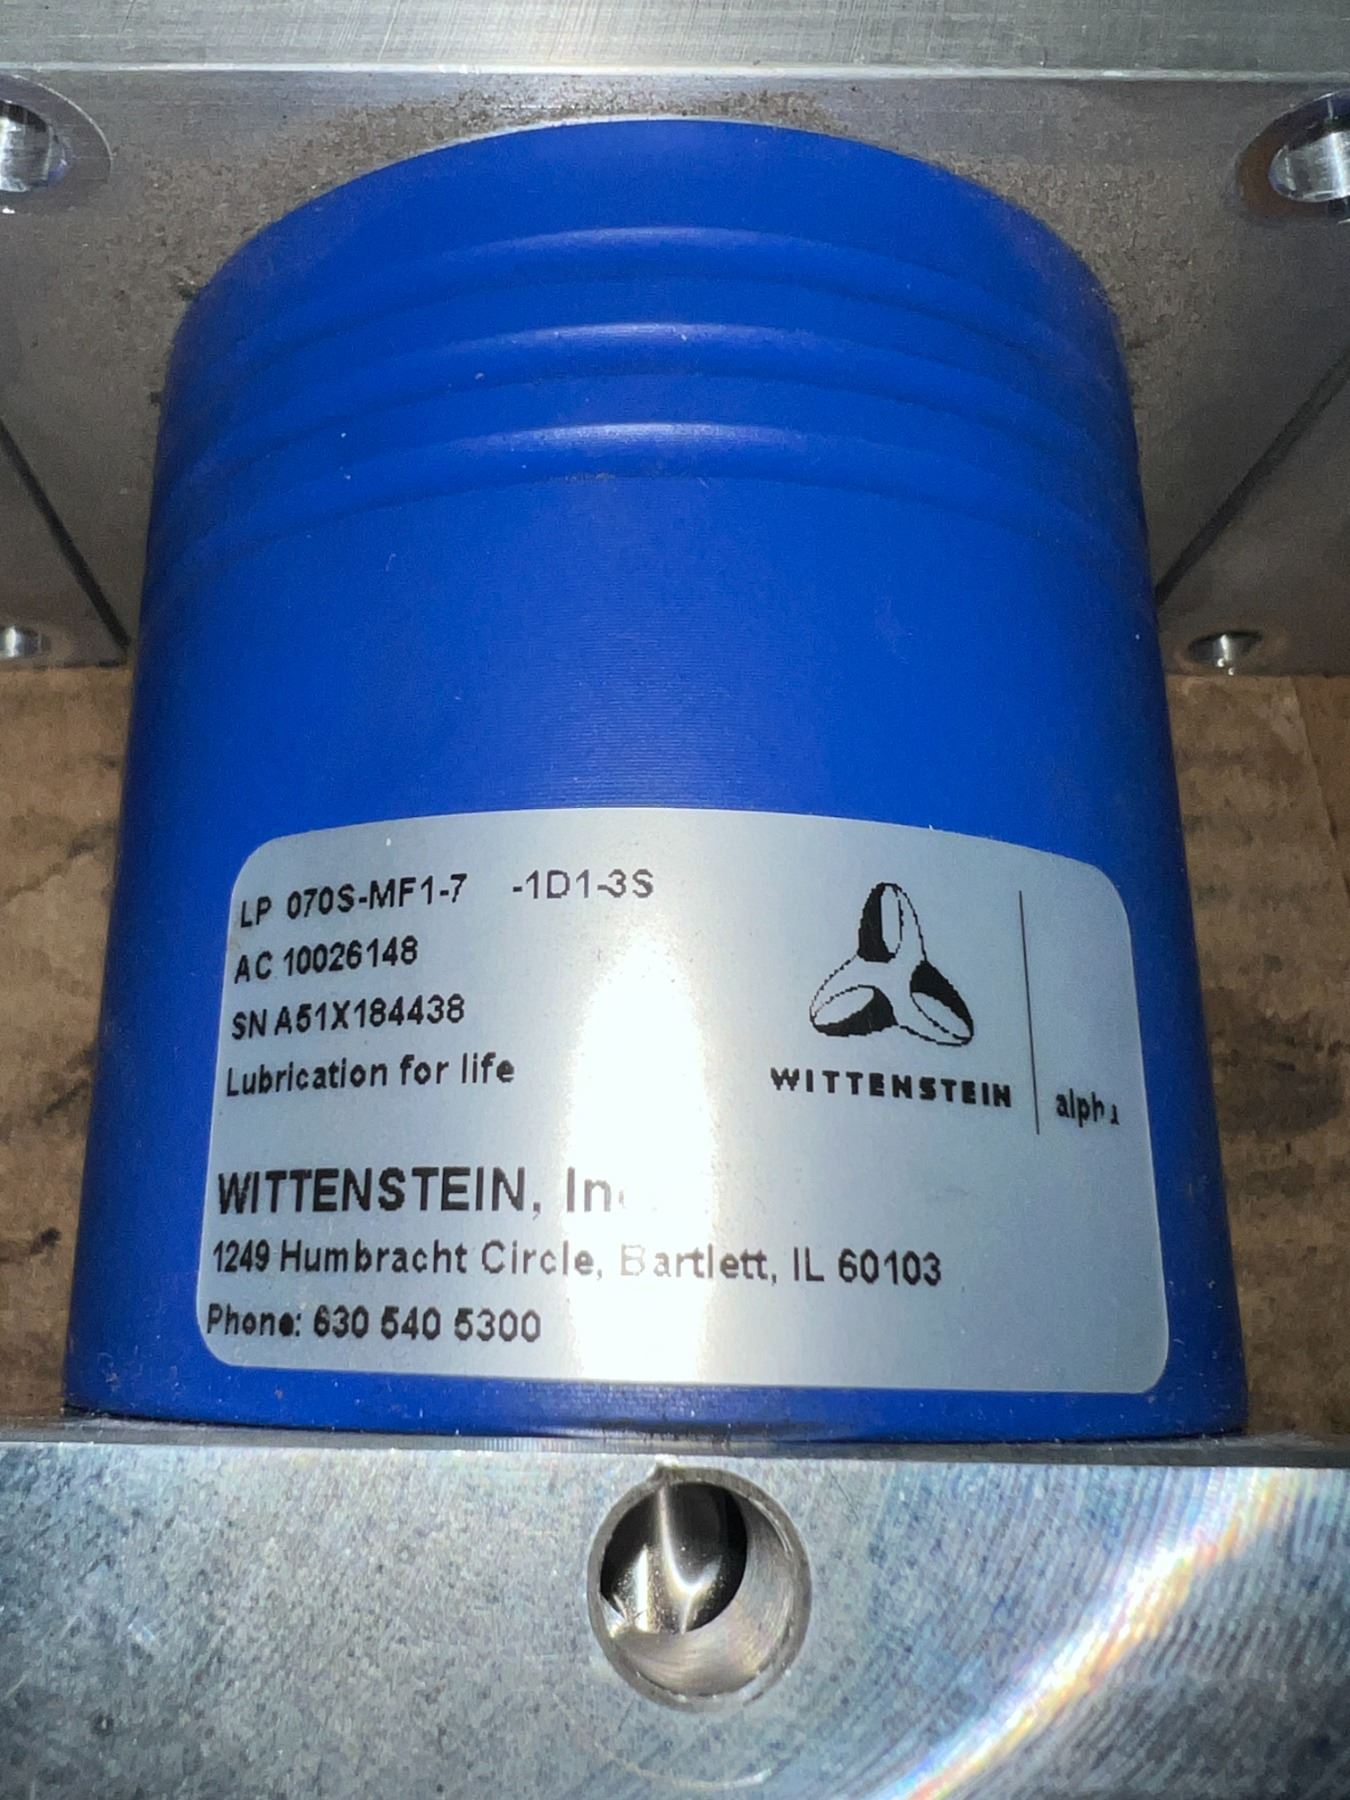 LP 070S-MF1-7 -1D1-3S
AC 10026148
SN A51X184438
Lubrication for life
WITTENSTEIN
WITTENSTEIN,
1249 Humbracht Circle, Bartlett, IL 60103
Phone: 630 540 5300